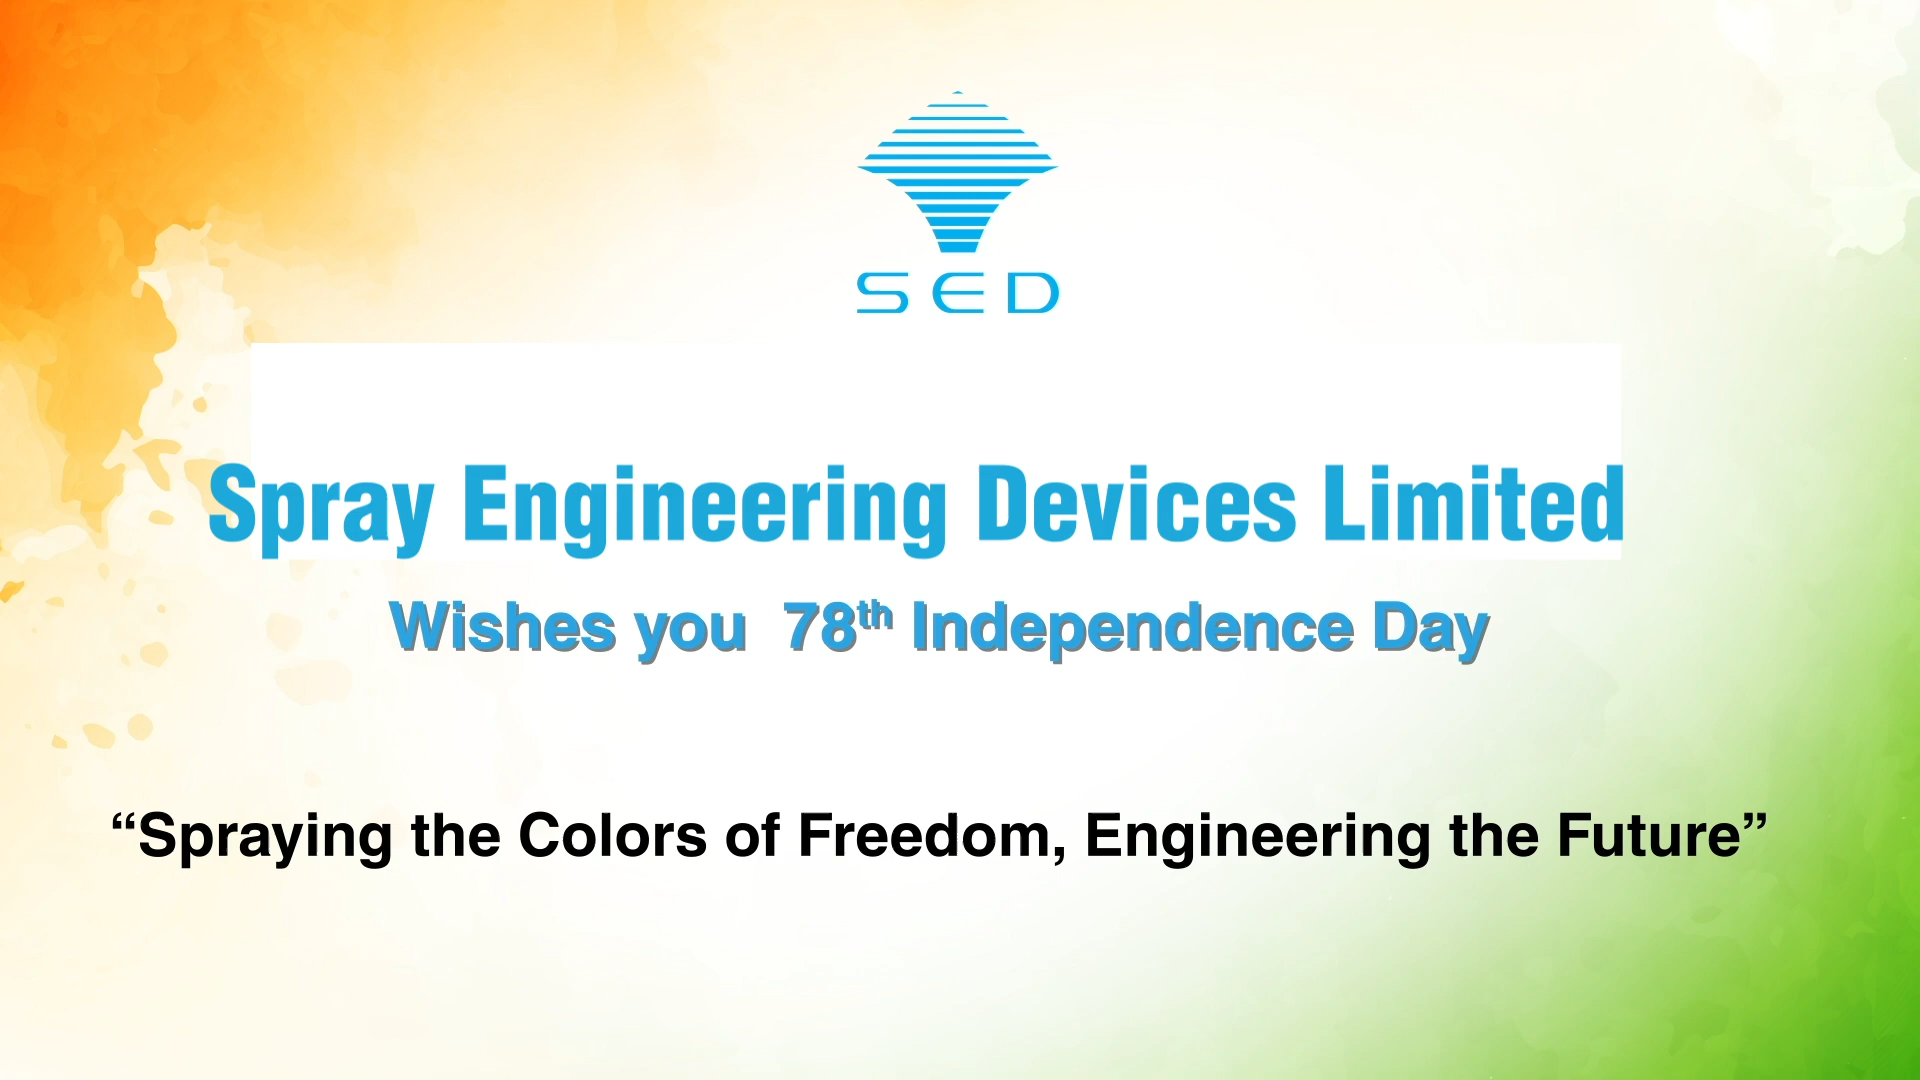 SED
Spray Engineering Devices Limited
Wishes you  78th Independence Day
“Spraying the Colors of Freedom, Engineering the Future”